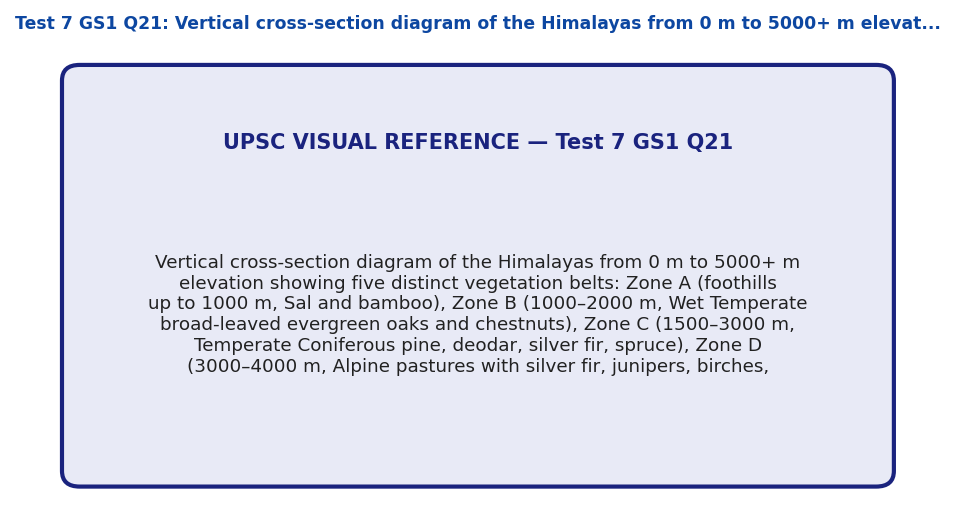 Test 7 GS1 Q21: Vertical cross-section diagram of the Himalayas from 0 m to 5000+ m elevat...
UPSC VISUAL REFERENCE — Test 7 GS1 Q21
Vertical cross-section diagram of the Himalayas from 0 m to 5000+ m
elevation showing five distinct vegetation belts: Zone A (foothills
up to 1000 m, Sal and bamboo), Zone B (1000–2000 m, Wet Temperate
broad-leaved evergreen oaks and chestnuts), Zone C (1500–3000 m,
Temperate Coniferous pine, deodar, silver fir, spruce), Zone D
(3000–4000 m, Alpine pastures with silver fir, junipers, birches,